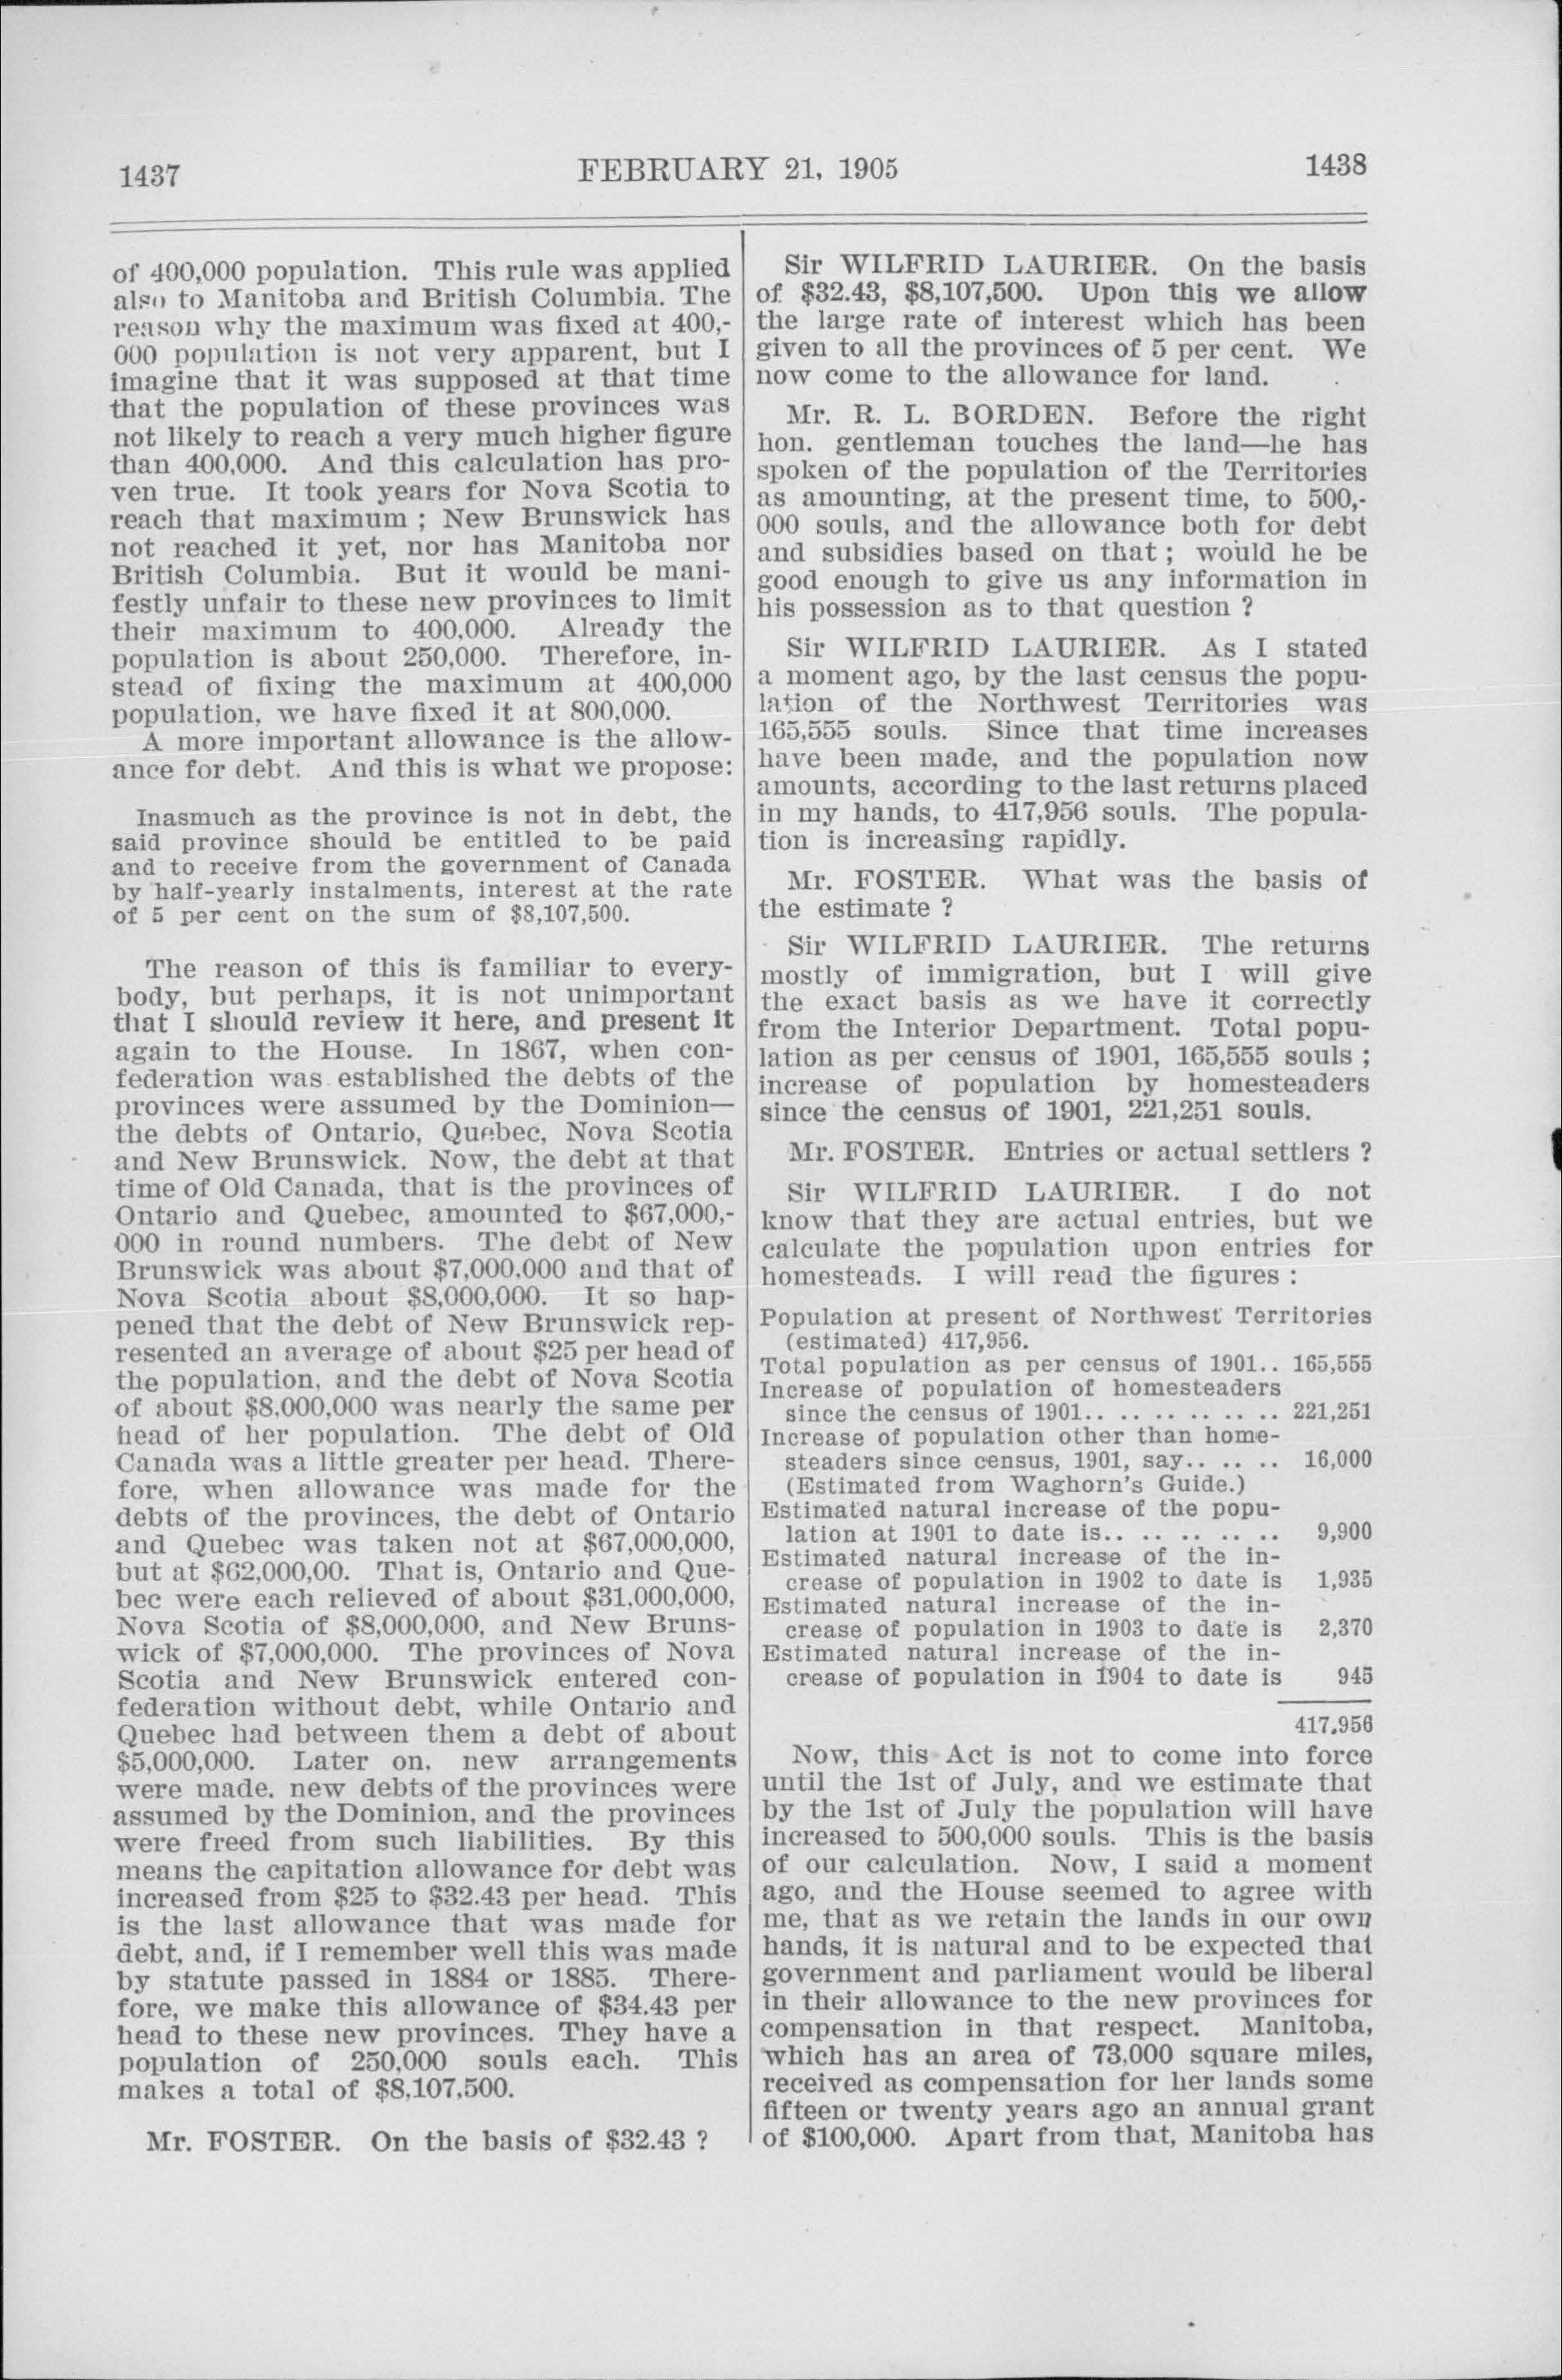 1437
FEBRUARY 21, 1905
1438
of 400,000 population. This rule was applied
also to Manitoba and British Columbia. The
reason why the maximum was fixed at 400,-
000 population is not very apparent, but I
imagine that it was supposed at that time
that the population of these provinces was
not likely to reach a very much higher figure
than 400,000. And this calculation has pro-
ven true. It took years for Nova Scotia to
reach that maximum ; New Brunswick has
not reached it yet, nor has Manitoba nor
British Columbia. But it would be mani-
festly unfair to these new provinces to limit
their maximum to 400,000. Already the
population is about 250,000. Therefore, in-
stead of fixing the maximum at 400,000
population, we have fixed it at 800,000.
A more important allowance is the allow-
ance for debt. And this is what we propose:
Inasmuch as the province is not in debt, the
said province should be entitled to be paid
and to receive from the government of Canada
by half-yearly instalments, interest at the rate
of 5 per cent on the sum of $8,107,500.
The reason of this is familiar to every-
body, but perhaps, it is not unimportant
that I should review it here, and present it
again to the House. In 1867, when con-
federation was established the debts of the
provinces were assumed by the Dominion—
the debts of Ontario, Quebec, Nova Scotia
and New Brunswick. Now, the debt at that
time of Old Canada, that is the provinces of
Ontario and Quebec, amounted to $67,000,-
000 in round numbers. The debt of New
Brunswick was about $7,000,000 and that of
Nova Scotia about $8,000,000. It so hap-
pened that the debt of New Brunswick rep-
resented an average of about $25 per head of
the population, and the debt of Nova Scotia
of about $8,000,000 was nearly the same per
head of her population. The debt of Old
Canada was a little greater per head. There-
fore, when allowance was made for the
debts of the provinces, the debt of Ontario
and Quebec was taken not at $67,000,000,
but at $62,000,00. That is, Ontario and Que-
bec were each relieved of about $31,000,000,
Nova Scotia of $8,000,000, and New Bruns-
wick of $7,000,000. The provinces of Nova
Scotia and New Brunswick entered con-
federation without debt, while Ontario and
Quebec had between them a debt of about
$5,000,000. Later on, new arrangements
were made, new debts of the provinces were
assumed by the Dominion, and the provinces
were freed from such liabilities. By this
means the capitation allowance for debt was
increased from $25 to $32.43 per head. This
is the last allowance that was made for
debt, and, if I remember well this was made
by statute passed in 1884 or 1885. There-
fore, we make this allowance of $34.43 per
head to these new provinces. They have a
population of 250,000 souls each. This
makes a total of $8,107,500.
Mr. FOSTER. On the basis of $32.43 ?
Sir WILFRID LAURIER. On the basis
of $32.43, $8,107,500. Upon this we allow
the large rate of interest which has been
given to all the provinces of 5 per cent. We
now come to the allowance for land.
Mr. R. L. BORDEN. Before the right
hon. gentleman touches the land—he has
spoken of the population of the Territories
as amounting, at the present time, to 500,-
000 souls, and the allowance both for debt
and subsidies based on that ; would he be
good enough to give us any information in
his possession as to that question ?
Sir WILFRID LAURIER. As I stated
a moment ago, by the last census the popu-
lation of the Northwest Territories was
165,555 souls. Since that time increases
have been made, and the population now
amounts, according to the last returns placed
in my hands, to 417,956 souls. The popula-
tion is increasing rapidly.
Mr. FOSTER. What was the basis of
the estimate ?
Sir WILFRID LAURIER. The returns
mostly of immigration, but I will give
the exact basis as we have it correctly
from the Interior Department. Total popu-
lation as per census of 1901, 165,555 souls ;
increase of population by homesteaders
since the census of 1901, 221,251 souls.
Mr. FOSTER. Entries or actual settlers ?
Sir WILFRID LAURIER. I do not
know that they are actual entries, but we
calculate the population upon entries for
homesteads. I will read the figures :
Population at present of Northwest Territories
(estimated) 417,956.
Total population as per census of 1901.. 165,555
Increase of population of homesteaders
since the census of 1901.. .. .. .. .. .. 221,251
Increase of population other than home-
steaders since census, 1901, say.. .. .. 16,000
(Estimated from Waghorn's Guide.)
Estimated natural increase of the popu-
lation at 1901 to date is.. .. .. .. .. .. 9,900
Estimated natural increase of the in-
crease of population in 1902 to date is 1,935
Estimated natural increase of the in-
crease of population in 1903 to date is 2,370
Estimated natural increase of the in-
crease of population in 1904 to date is 945
417,956
Now, this Act is not to come into force
until the 1st of July, and we estimate that
by the 1st of July the population will have
increased to 500,000 souls. This is the basis
of our calculation. Now, I said a moment
ago, and the House seemed to agree with
me, that as we retain the lands in our own
hands, it is natural and to be expected that
government and parliament would be liberal
in their allowance to the new provinces for
compensation in that respect. Manitoba,
which has an area of 73,000 square miles,
received as compensation for her lands some
fifteen or twenty years ago an annual grant
of $100,000. Apart from that, Manitoba has